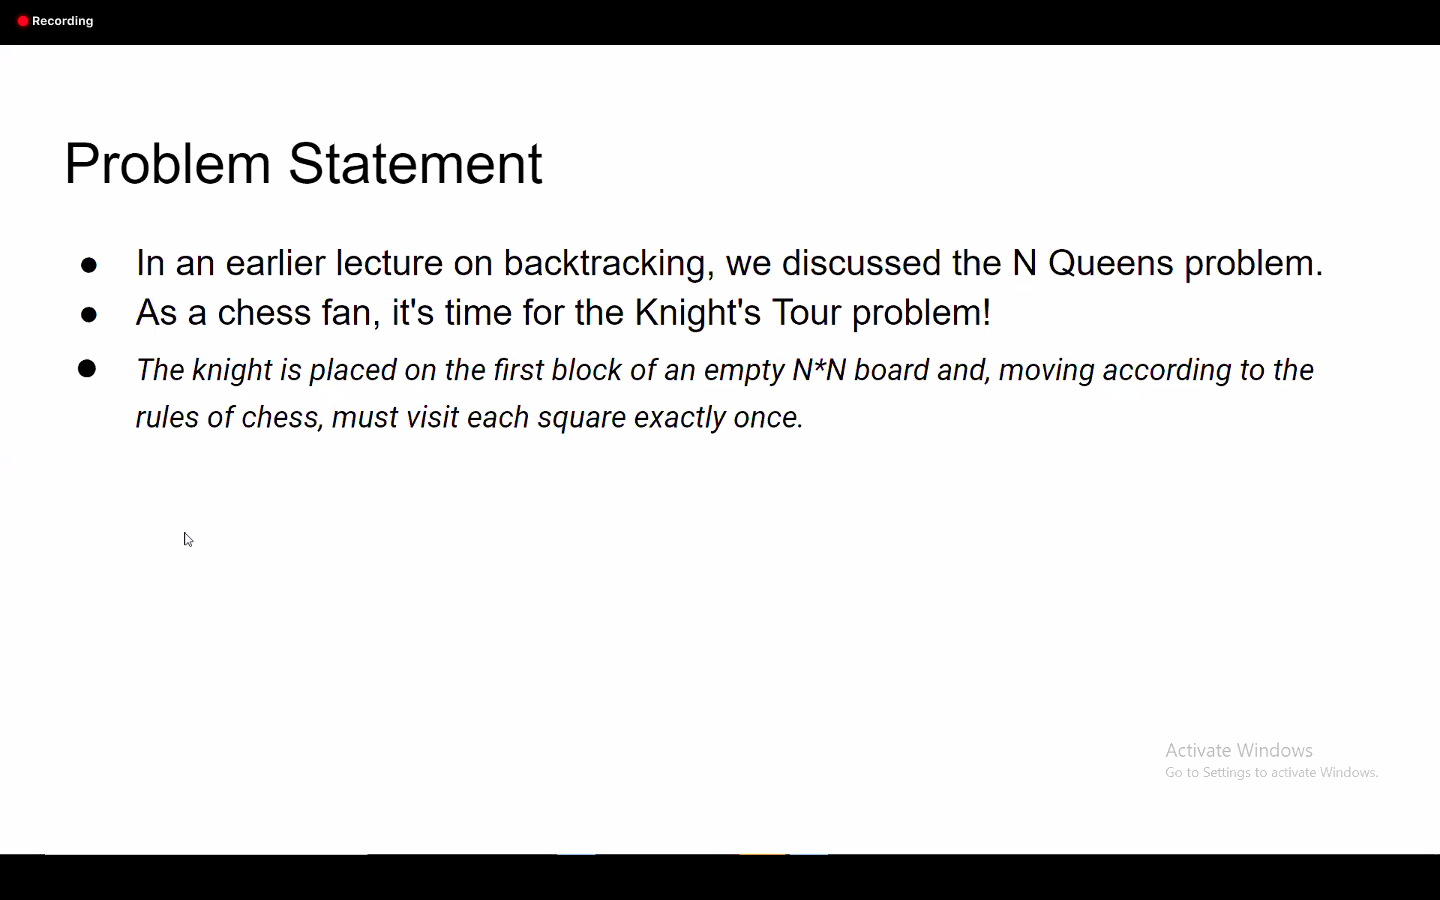 Recording
Problem Statement
● In an earlier lecture on backtracking, we discussed the N Queens problem.
● As a chess fan, it's time for the Knight's Tour problem!
● The knight is placed on the first block of an empty N*N board and, moving according to the
rules of chess, must visit each square exactly once.
Activate Windows
Go to Settings to activate Windows.